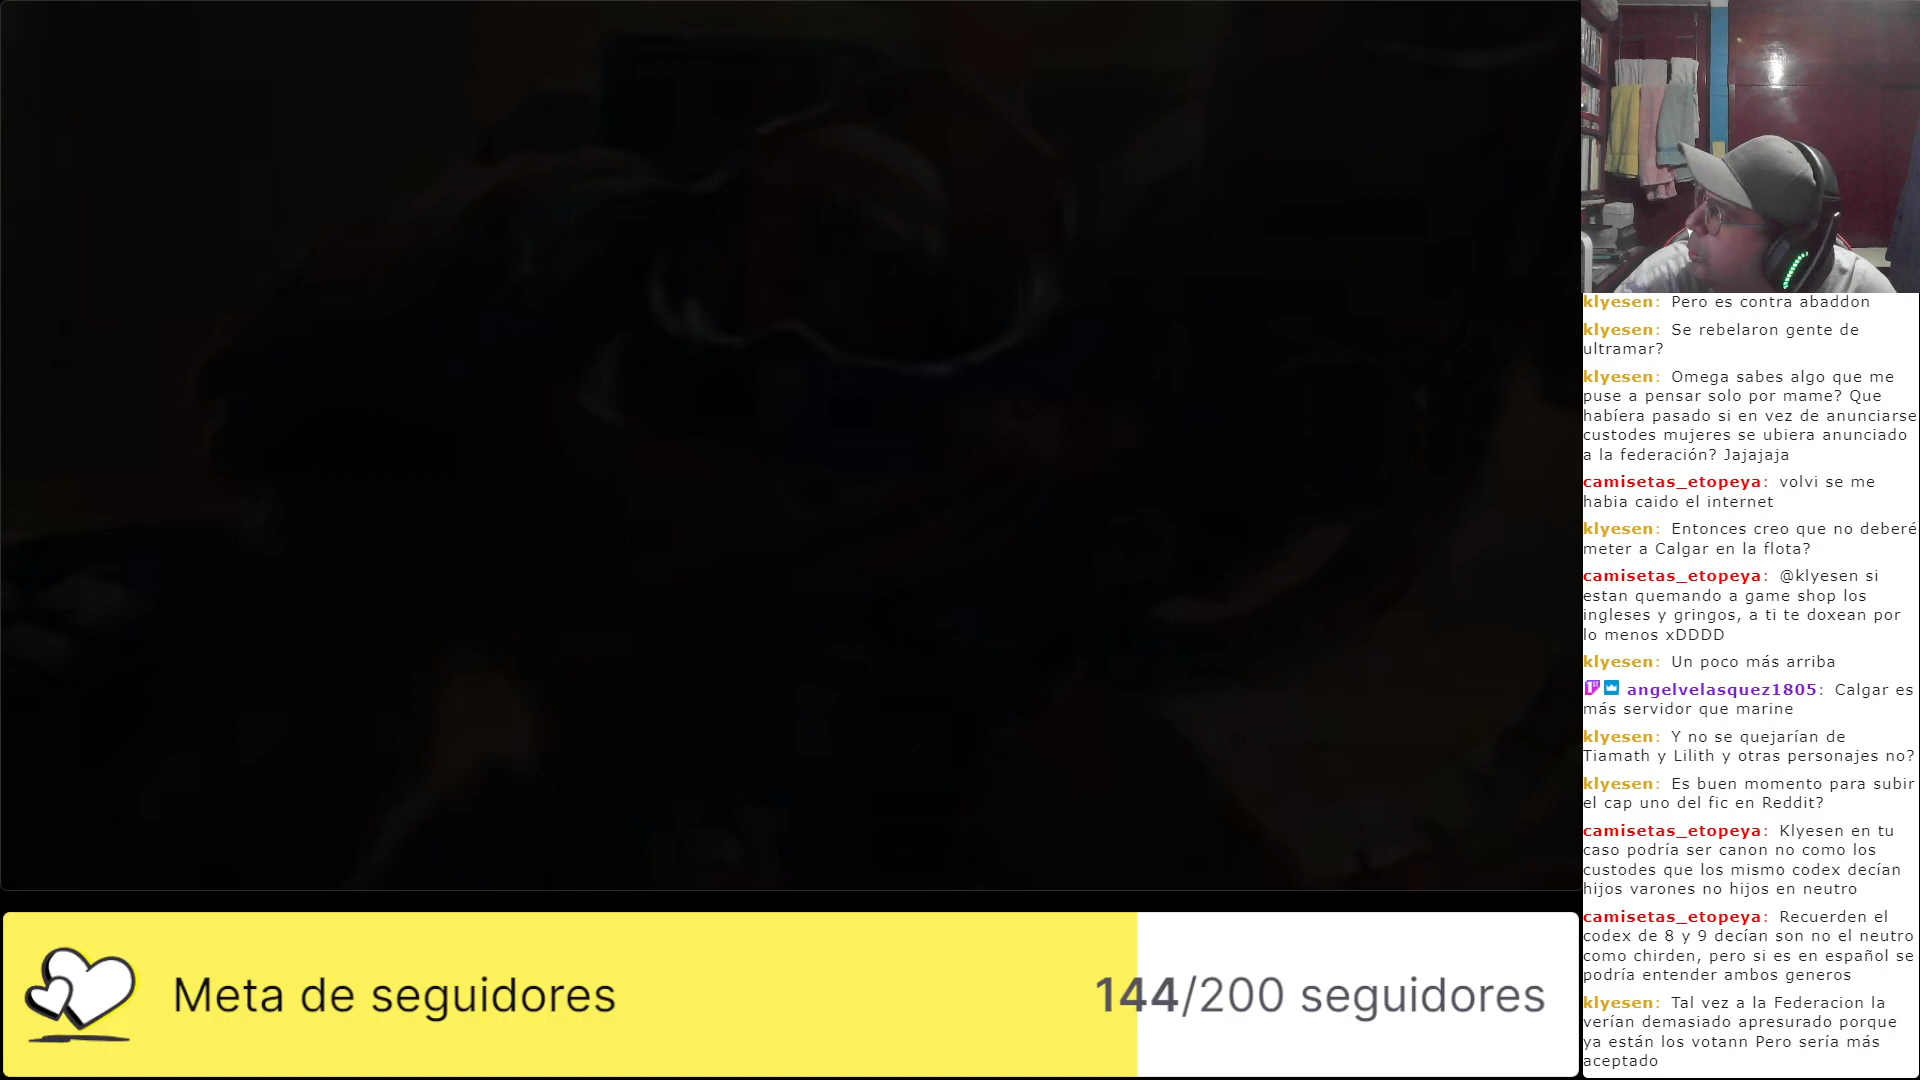 klyesen: Pero es contra abaddon
klyesen: Se rebelaron gente de
ultramar?
klyesen: Omega sabes algo que me
puse a pensar solo por mame? Que
habíera pasado si en vez de anunciarse
custodes mujeres se ubiera anunciado
a la federación? Jajajaja
camisetas_etopeya: volvi se me
habia caido el internet
klyesen: Entonces creo que no deberé
meter a Calgar en la flota?
camisetas_etopeya: @klyesen si
estan quemando a game shop los
ingleses y gringos, a ti te doxean por
lo menos xDDDD
klyesen: Un poco más arriba
angelvelasquez1805: Calgar es
más servidor que marine
klyesen: Y no se quejarían de
Tiamath y Lilith y otras personajes no?
klyesen: Es buen momento para subir
el cap uno del fic en Reddit?
camisetas_etopeya: Klyesen en tu
caso podría ser canon no como los
custodes que los mismo codex decían
hijos varones no hijos en neutro
camisetas_etopeya: Recuerden el
codex de 8 y 9 decían son no el neutro
como chirden, pero si es en español se
podría entender ambos generos
klyesen: Tal vez a la Federacion la
verían demasiado apresurado porque
ya están los votann Pero sería más
aceptado
Meta de seguidores
144/200 seguidores